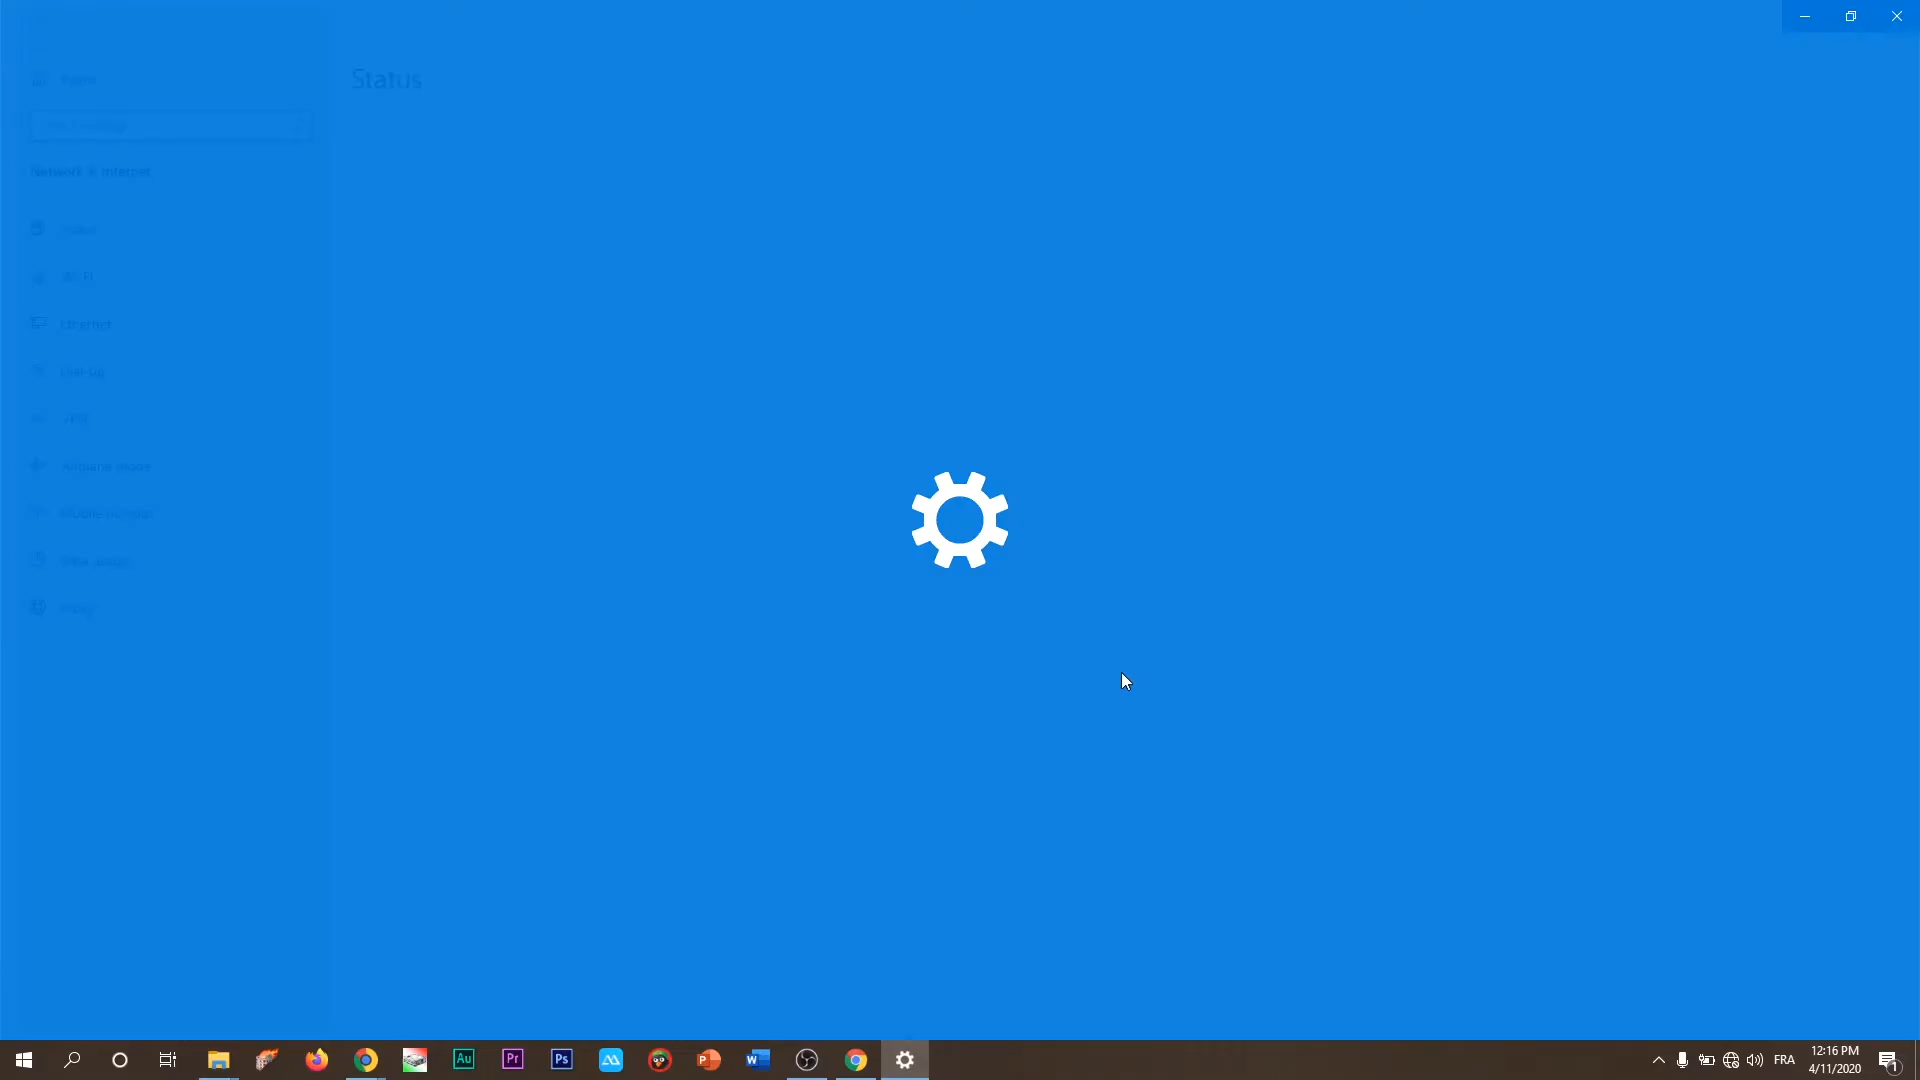 Status
Network & Internet
Wi-Fi
Ethernet
Dial-up
VPN
Airplane mode
Mobile hotspot
Data usage
Proxy
Au
Pr
Ps
P
W
FRA
12:16 PM
4/11/2020
1